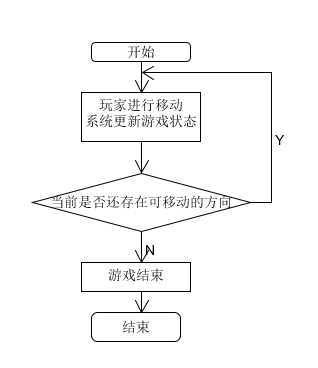 开始
玩家进行移动
系统更新游戏状态
Y
当前是否还存在可移动的方向
N
游戏结束
结束